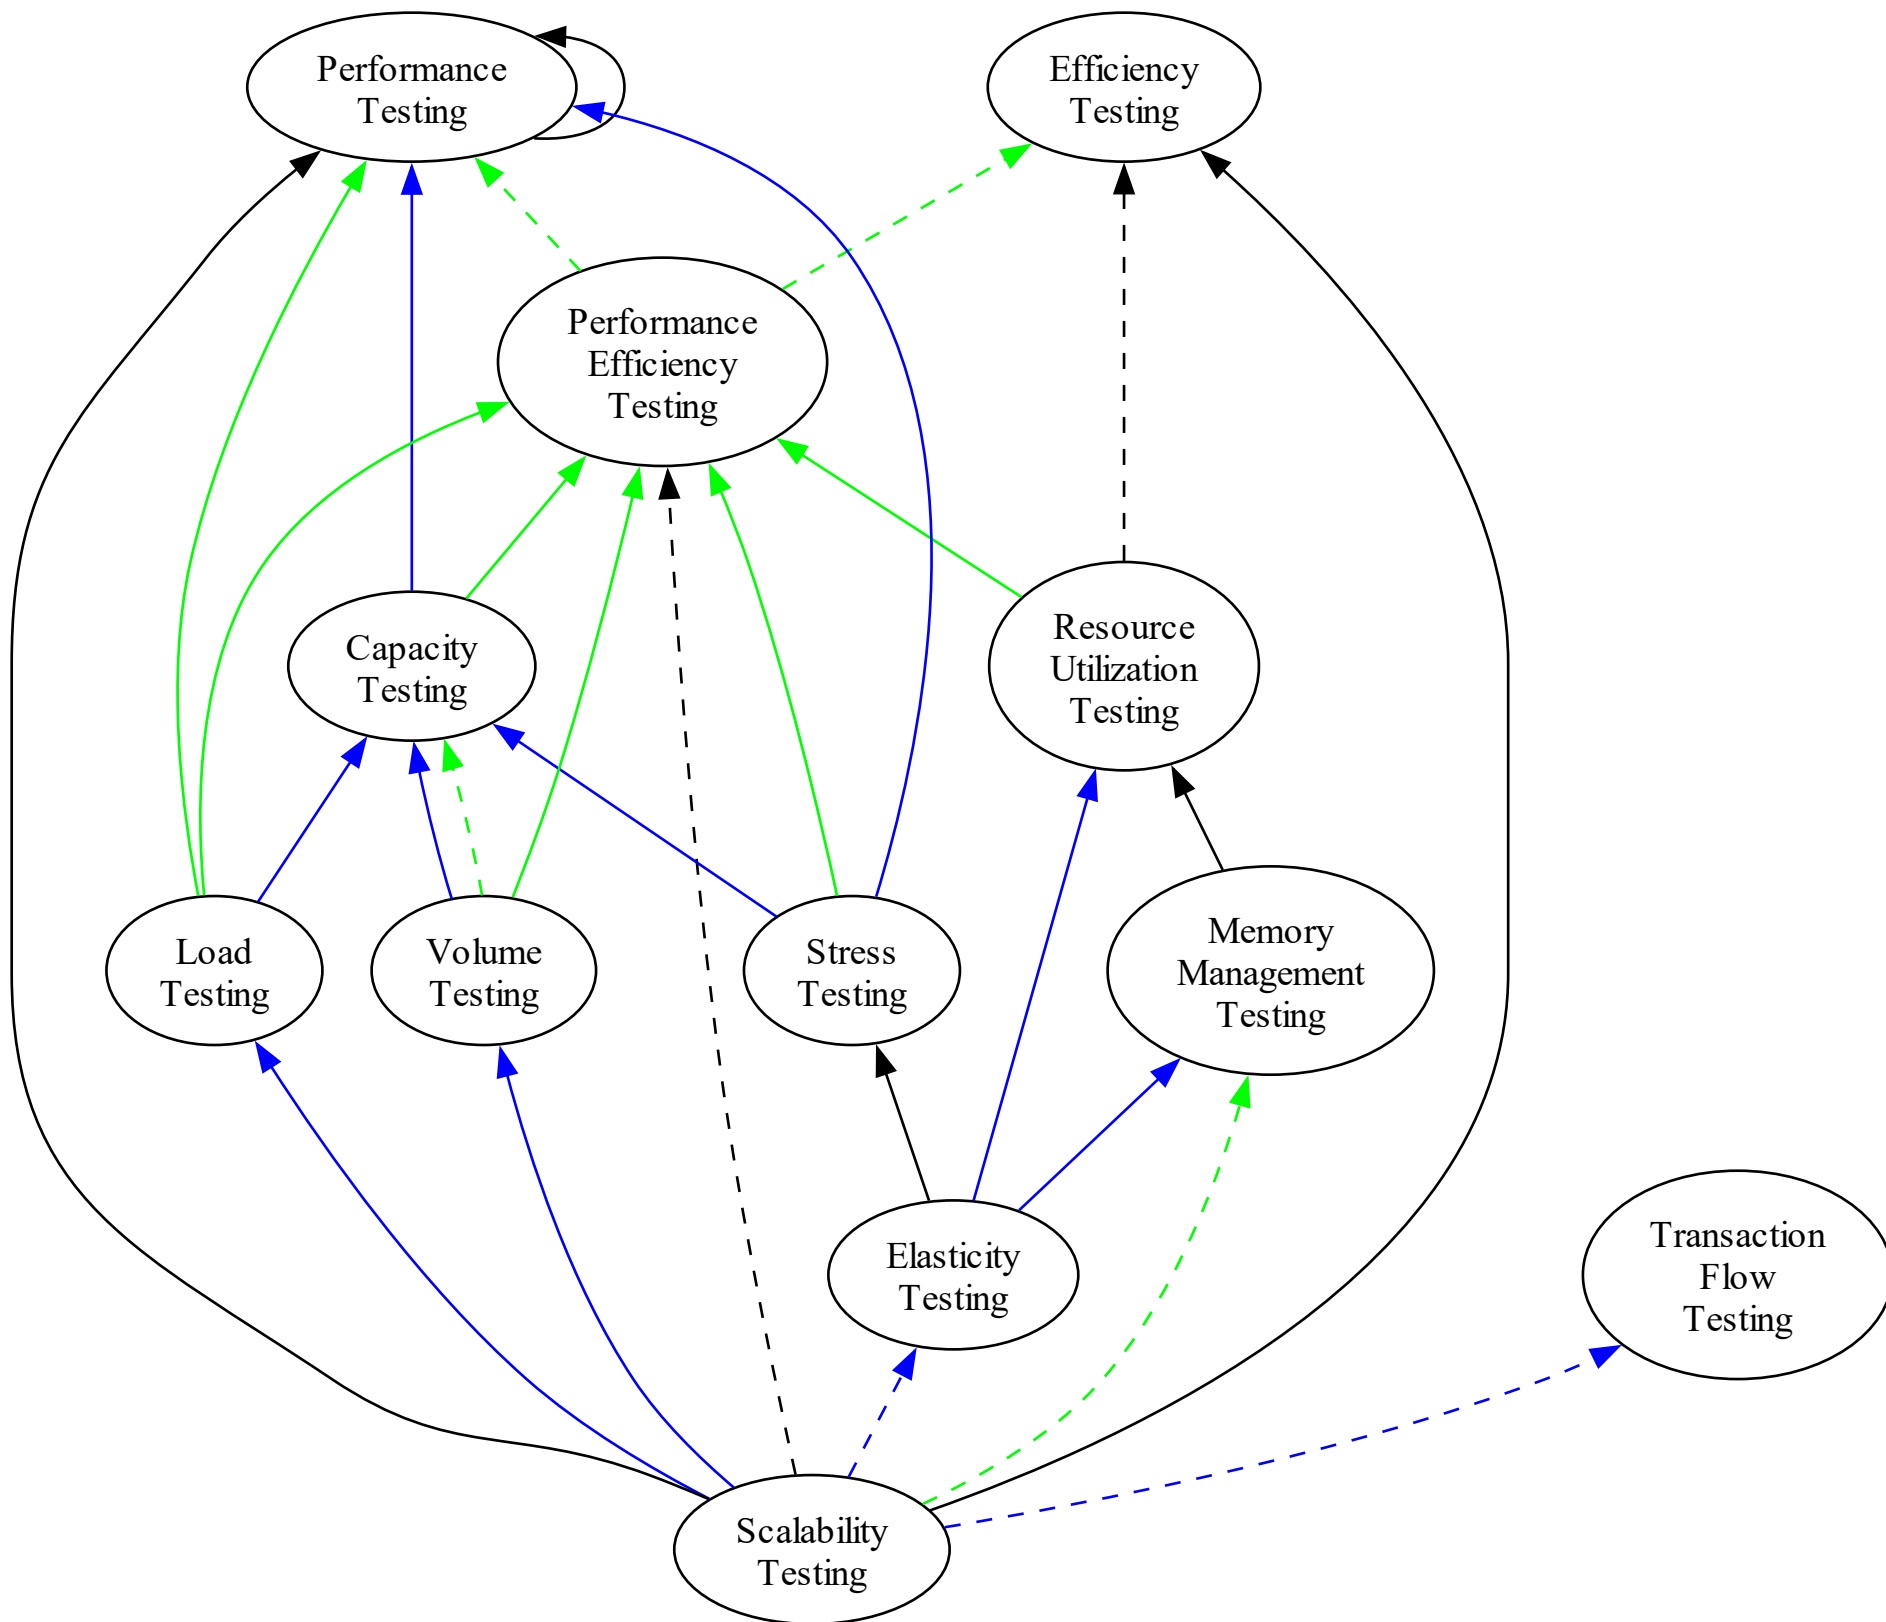 Performance
Testing
Efficiency
Testing
Performance
Efficiency
Testing
Capacity
Testing
Resource
Utilization
Testing
Load
Testing
Volume
Testing
Stress
Testing
Memory
Management
Testing
Elasticity
Testing
Transaction
Flow
Testing
Scalability
Testing